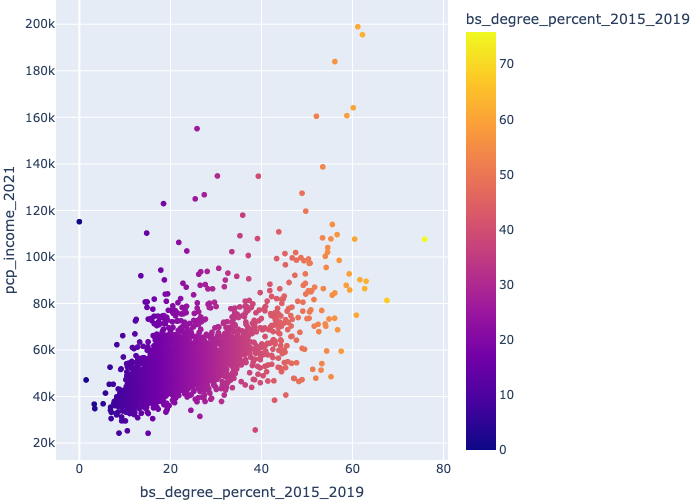 bs_degree_percent_2015_2019
200k
180k
160k
140k
120k
100k
80k
60k
40k
20k
pcp_income_2021
0
20
40
60
80
bs_degree_percent_2015_2019
70
60
50
40
30
20
10
0